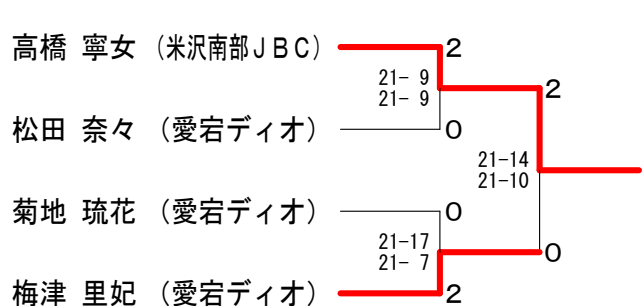 高橋 寧女 (米沢南部ＪＢＣ) 2
21- 9
21- 9
2
松田 奈々 (愛宕ディオ) 0
21-14
21-10
菊地 琉花 (愛宕ディオ) 0
21-17
21- 7
0
梅津 里妃 (愛宕ディオ) 2